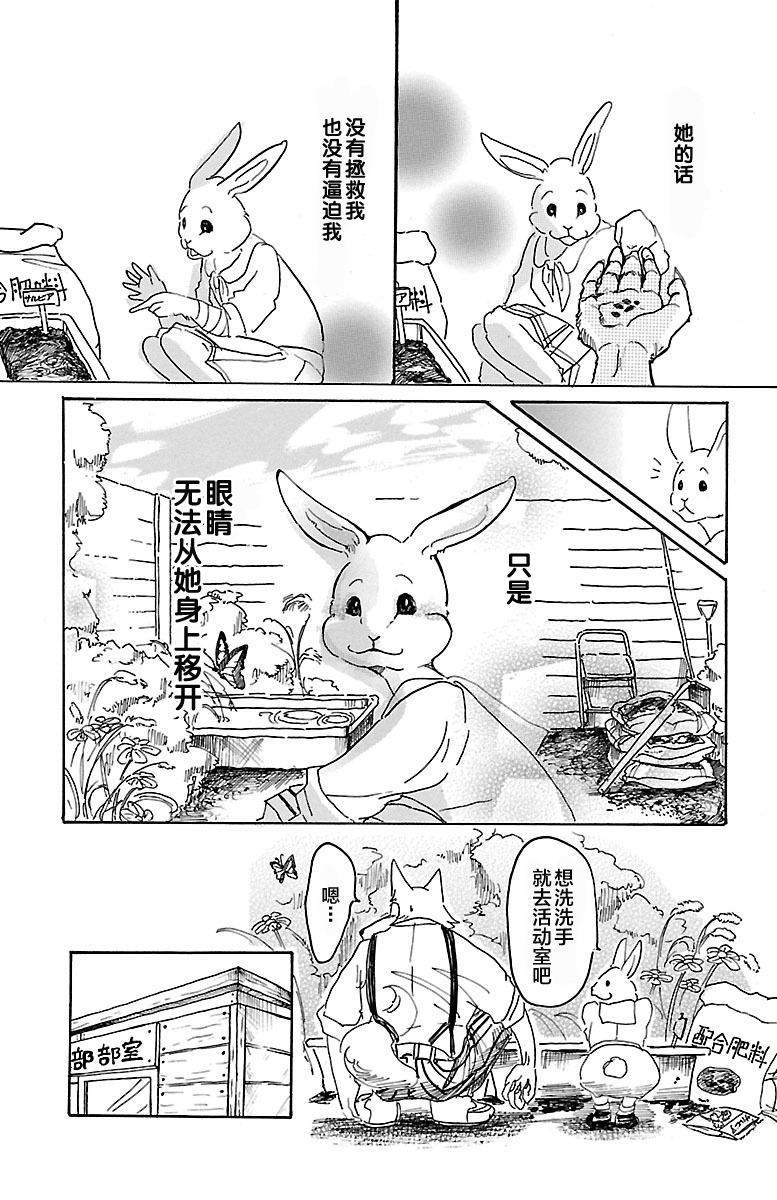 她的话
没有拯救我
也没有逼迫我
合肥料
只是
眼睛
无法从她身上移开
想洗洗手
就去活动室吧
嗯…
配合肥料
部部室